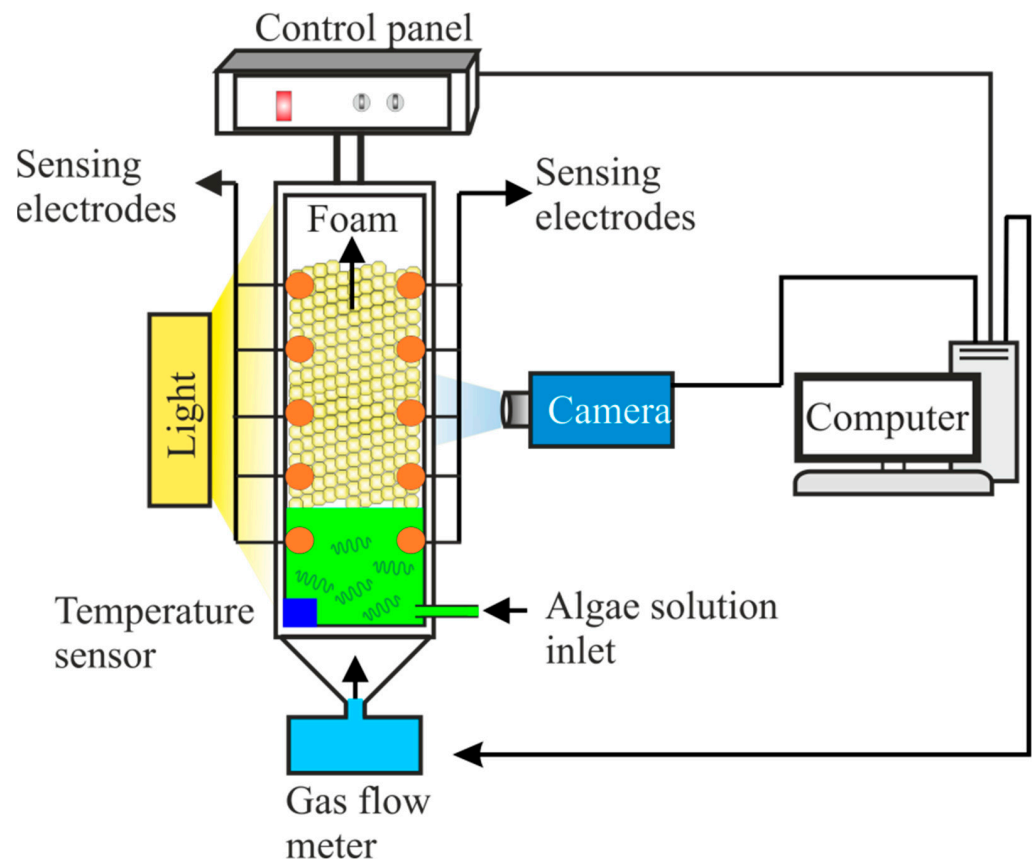 Control panel
Sensing
electrodes
Sensing
electrodes
Foam
Light
Camera
Computer
Temperature
sensor
Algae solution
inlet
Gas flow
meter